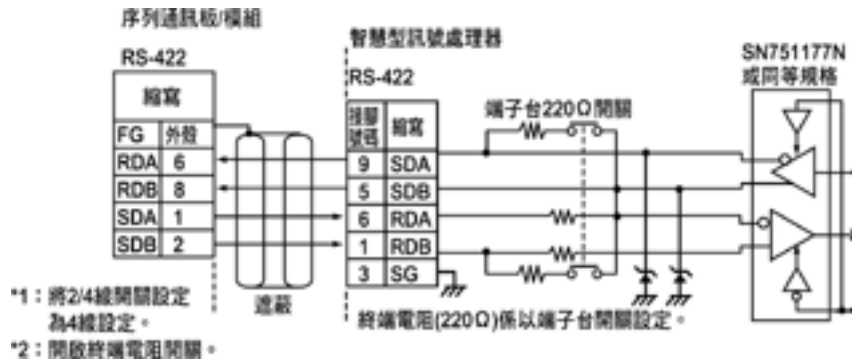 序列通訊板/模組
RS-422
縮寫
FG 外殼
RDA 6
RDB 8
SDA 1
SDB 2
遮蔽
*1：將2/4線開關設定
為4線設定。
*2：開啟終端電阻開關。
智慧型訊號處理器
RS-422
接腳號碼 縮寫
9 SDA
5 SDB
6 RDA
1 RDB
3 SG
端子台220Ω開關
終端電阻(220Ω)係以端子台開關設定。
SN751177N
或同等規格